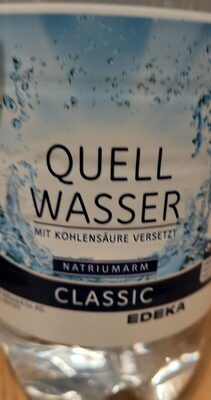 QUELL
WASSER
MIT KOHLENSÄURE VERSETZT
NATRIUMARM
CLASSIC
EDEKA